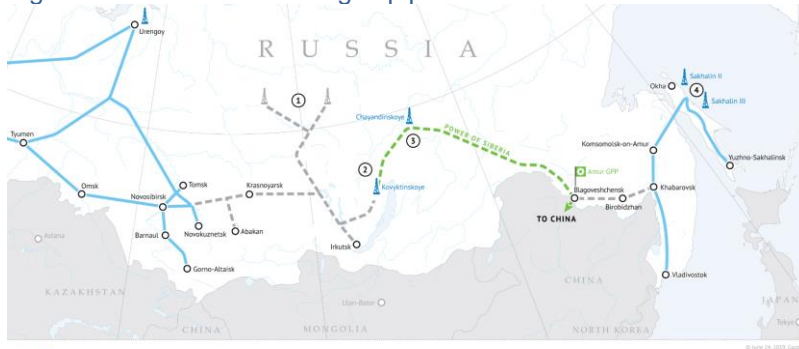 Urengoy
RUSSIA
1
Okha
Sakhalin II
4
Sakhalin III
Chayandinskoye
POWER OF SIBERIA
3
Tyumen
Komsomolsk-on-Amur
Yuzhno-Sakhalinsk
2
Amur GPP
Omsk
Tomsk
Krasnoyarsk
Kovyktinskoye
Blagoveshchensk
Khabarovsk
Novosibirsk
Birobidzhan
TO CHINA
Astana
Barnaul
Novokuznetsk
Abakan
Irkutsk
Gorno-Altaisk
Vladivostok
KAZAKHSTAN
CHINA
JAPAN
Ulan-Bator
CHINA
MONGOLIA
NORTH KOREA
Tokyo